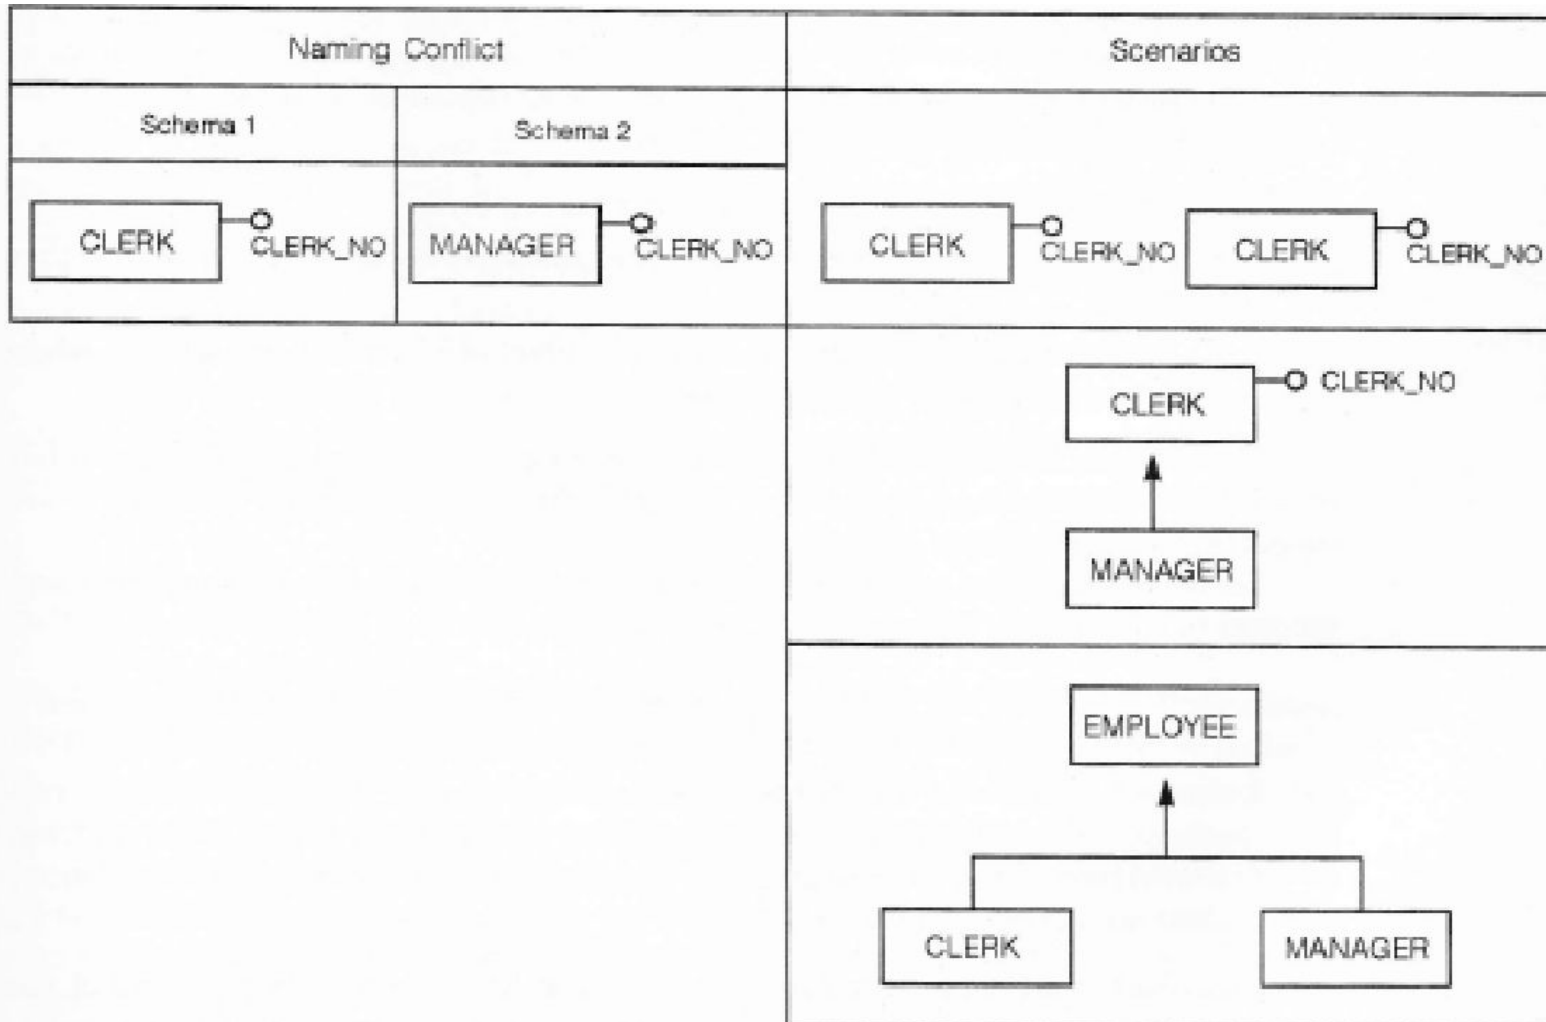 Naming Conflict
Scenarios
Schema 1
Schema 2
CLERK
CLERK_NO
MANAGER
CLERK_NO
CLERK
CLERK_NO
CLERK
CLERK_NO
CLERK
CLERK_NO
MANAGER
EMPLOYEE
CLERK
MANAGER